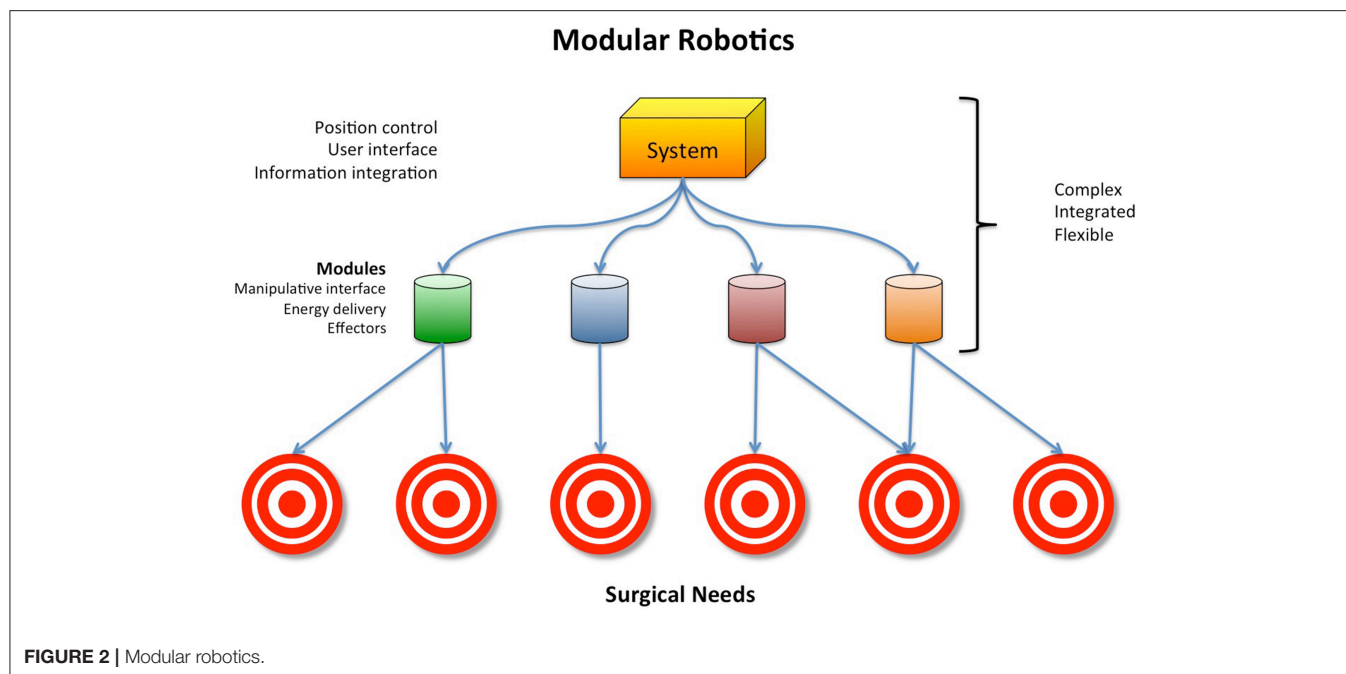 Modular Robotics
Position control
User interface
Information integration
System
Complex
Integrated
Flexible
Modules
Manipulative interface
Energy delivery
Effectors
Surgical Needs
FIGURE 2 | Modular robotics.